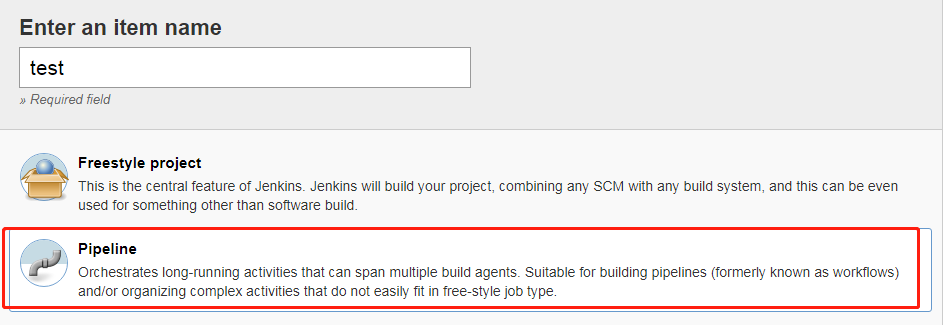 Enter an item name
test
» Required field
Freestyle project
This is the central feature of Jenkins. Jenkins will build your project, combining any SCM with any build system, and this can be even
used for something other than software build.
Pipeline
Orchestrates long-running activities that can span multiple build agents. Suitable for building pipelines (formerly known as workflows)
and/or organizing complex activities that do not easily fit in free-style job type.